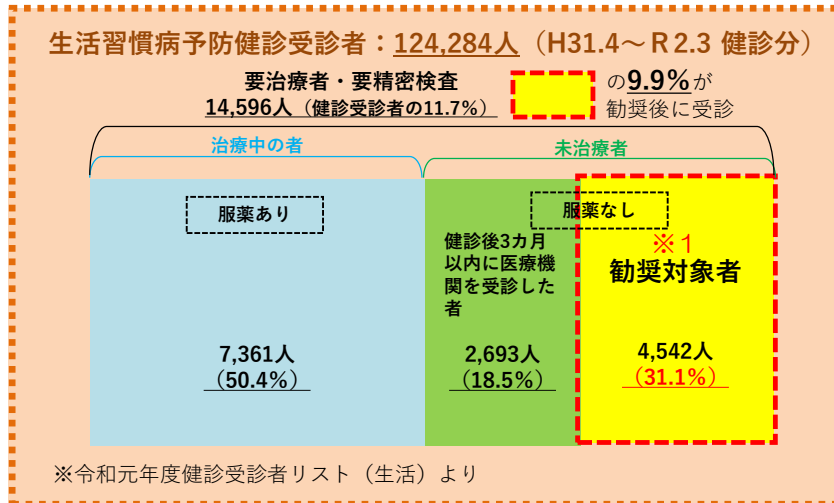 生活習慣病予防健診受診者：124,284人（H31.4～Ｒ2.3 健診分）
要治療者・要精密検査
14,596人（健診受診者の11.7%）
の9.9%が
勧奨後に受診
治療中の者
未治療者
服薬あり
服薬なし
健診後3カ月
以内に医療機
関を受診した
者
※１
勧奨対象者
7,361人
（50.4%）
2,693人
（18.5%）
4,542人
（31.1%）
※令和元年度健診受診者リスト（生活）より